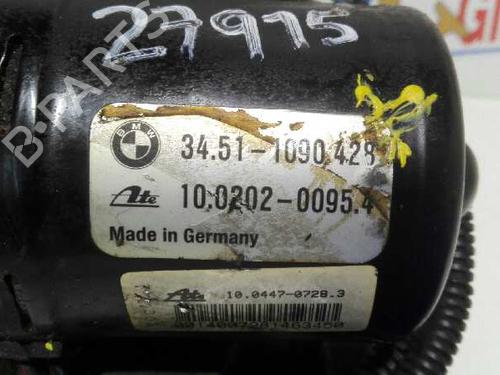 27915
BMW
34.51-1090 428
Ate 10.0202-0095.4
Made in Germany
Ate 10.0447-0728.3
B-PARTS